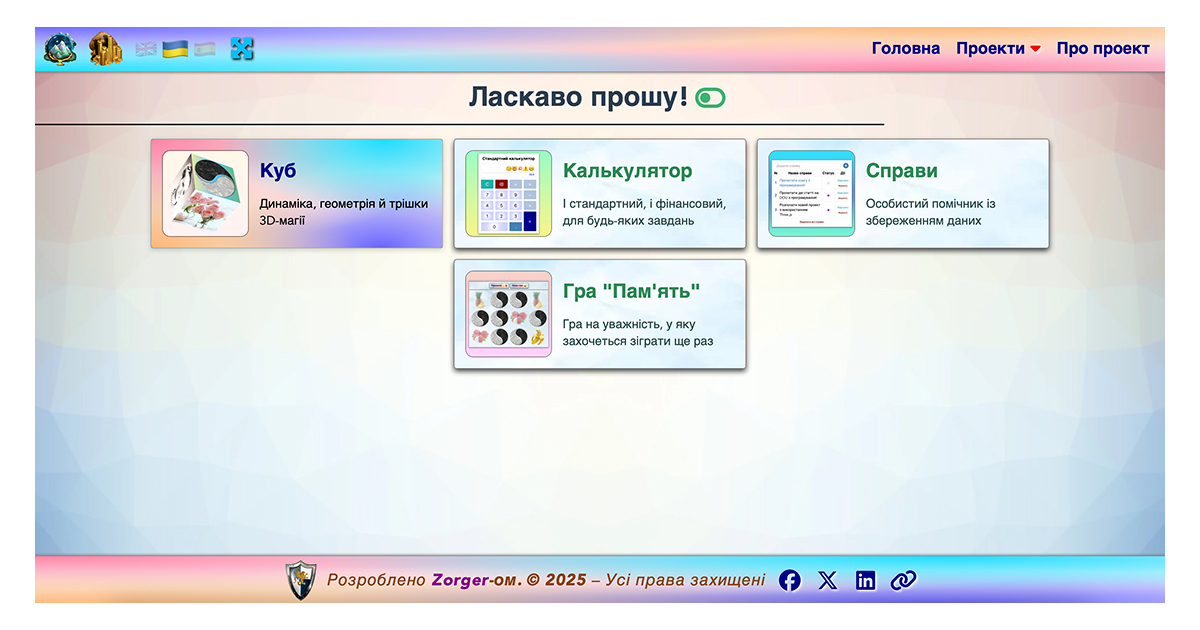 Головна Проекти Про проект
Ласкаво прошу!
Куб
Динаміка, геометрія й трішки
3D-магії
Стандартний калькулятор
Калькулятор
І стандартний, і фінансовий,
для будь-яких завдань
Справи
Особистий помічник із
збереженням даних
Гра "Пам'ять"
Гра на уважність, у яку
захочеться зіграти ще раз
Розроблено Zorger-ом. © 2025 – Усі права захищені